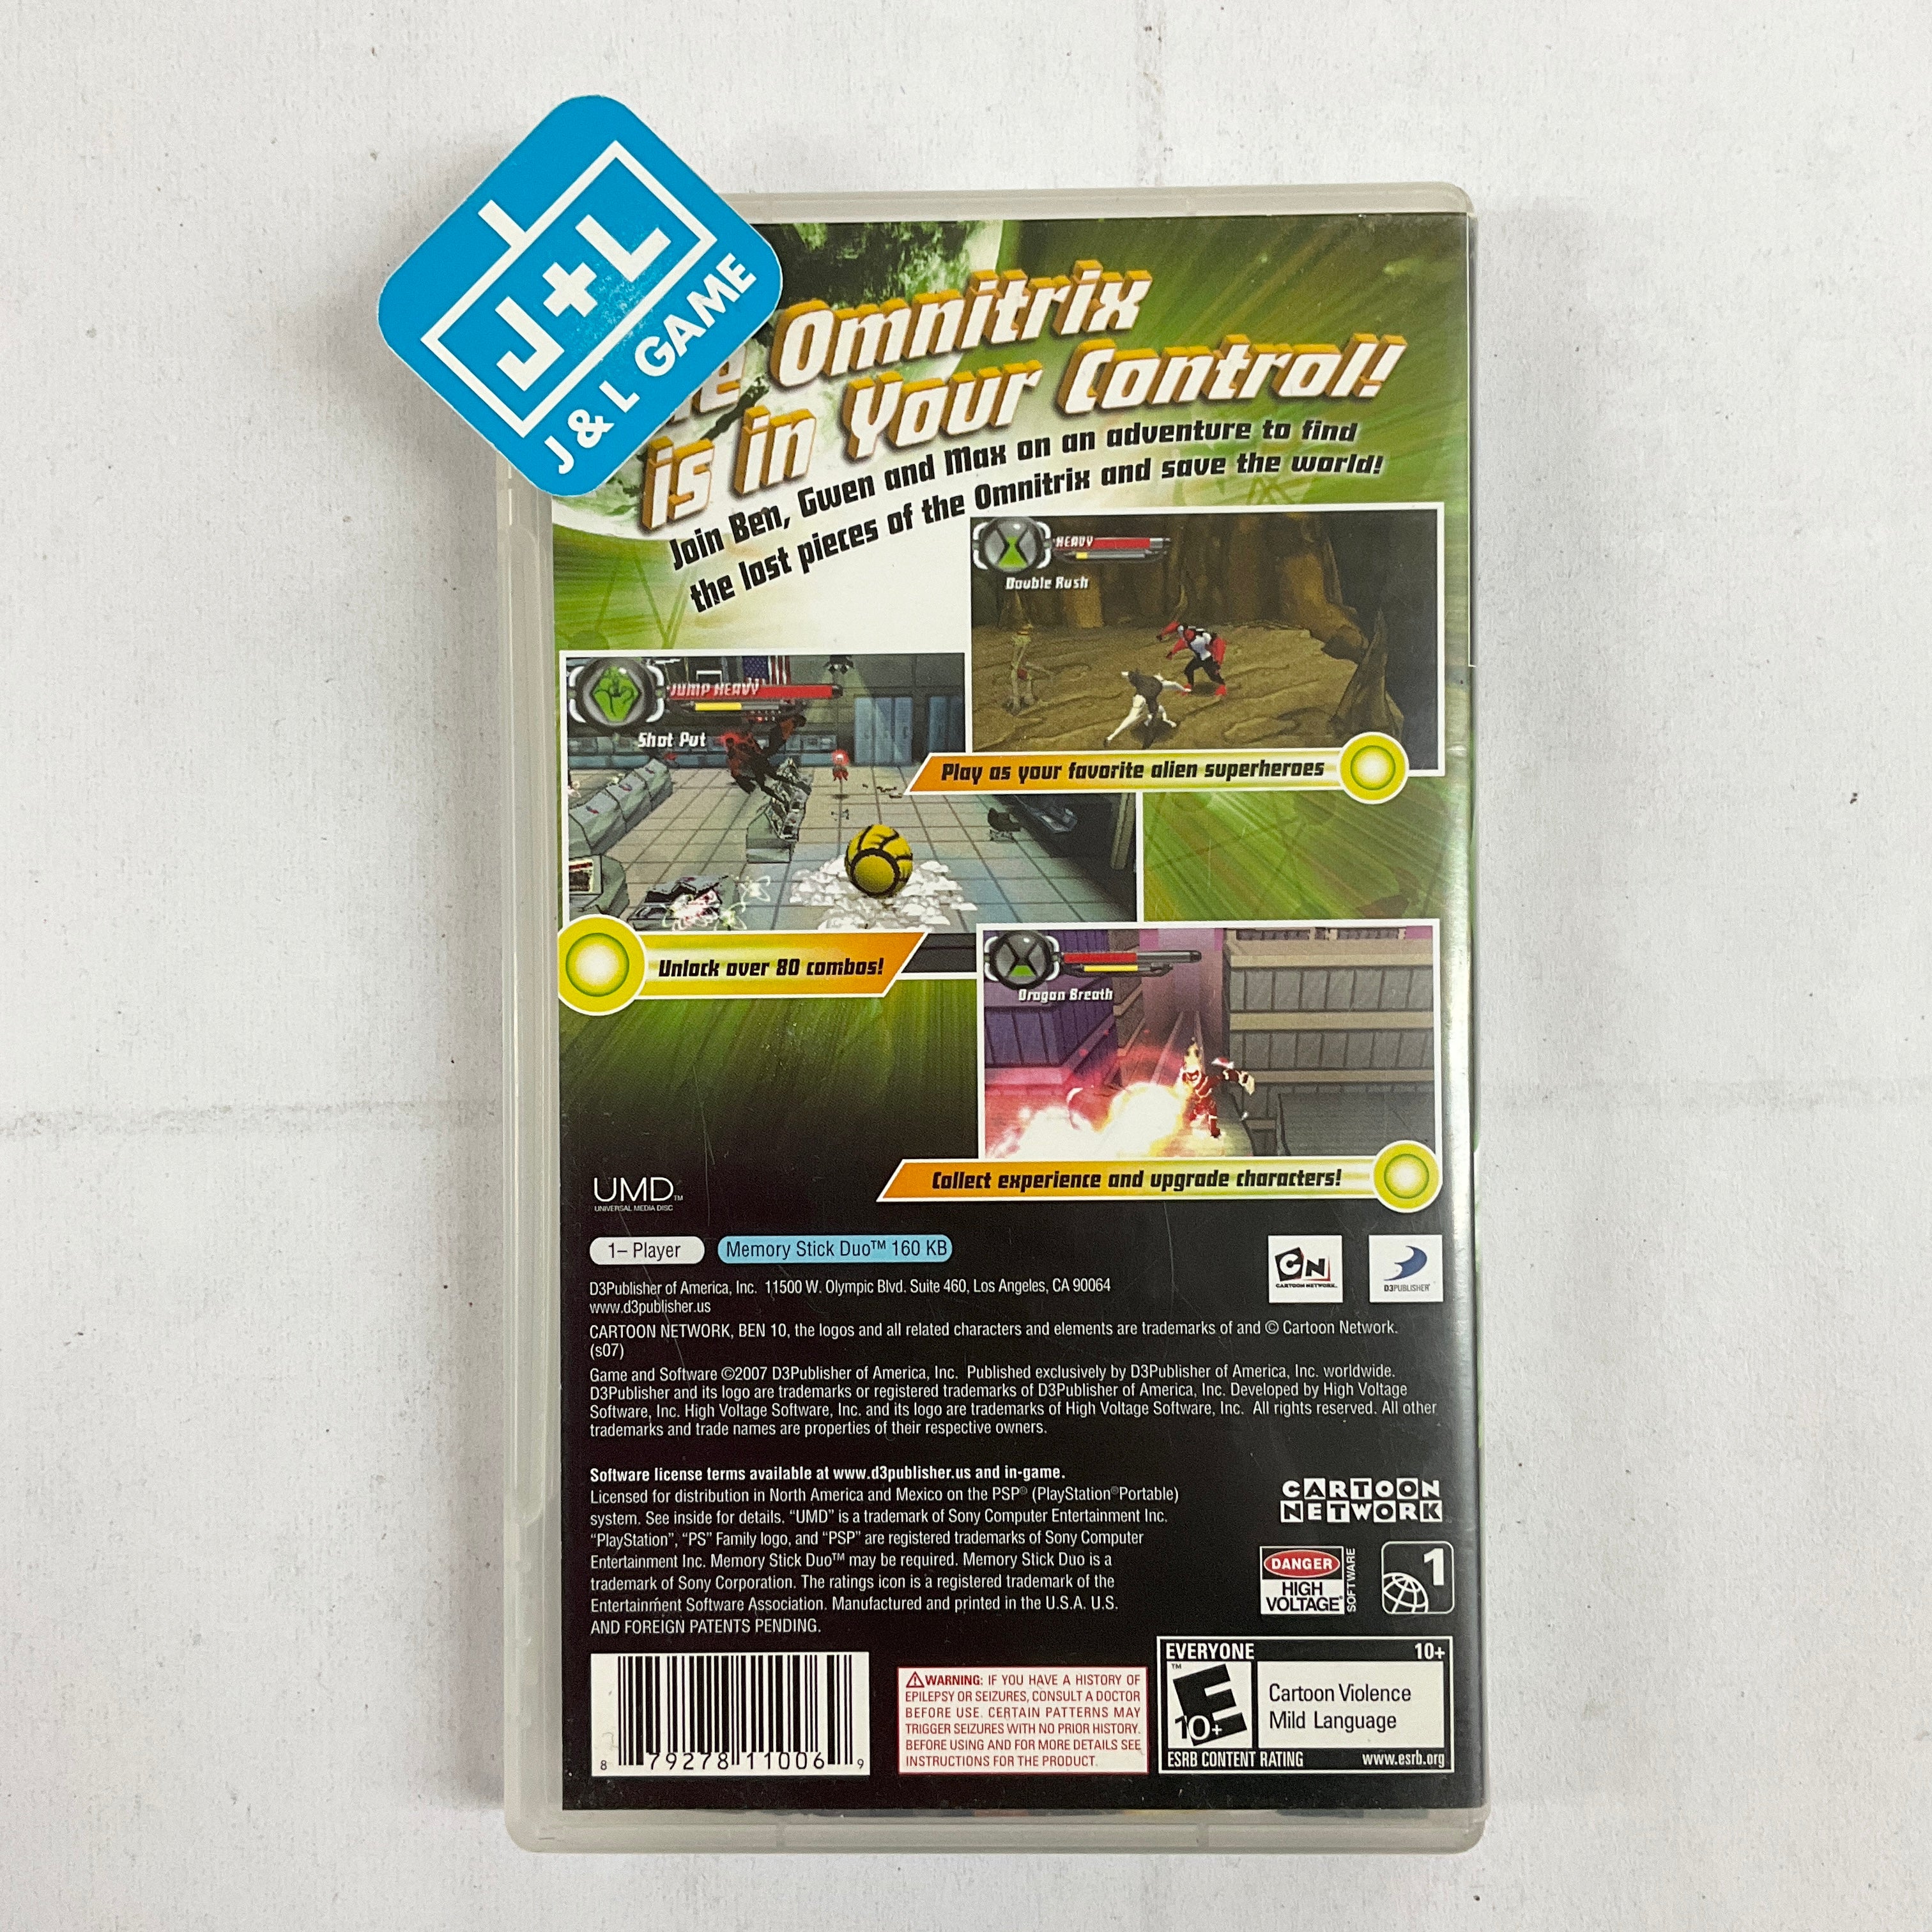 J+L
J & L GAME
Omnitrix
is in Your Control!
Join Ben, Gwen and Max on an adventure to find
the lost pieces of the Omnitrix and save the world!
HEAVY
Double Rush
JUMP HEAVY
Shot Put
Play as your favorite alien superheroes
Unlock over 80 combos!
Dragon Breath
Collect experience and upgrade characters!
UMD™
UNIVERSAL MEDIA DISC
1– Player
Memory Stick Duo™ 160 KB
CN
CARTOON NETWORK
D3PUBLISHER
D3Publisher of America, Inc. 11500 W. Olympic Blvd. Suite 460, Los Angeles, CA 90064
www.d3publisher.us
CARTOON NETWORK, BEN 10, the logos and all related characters and elements are trademarks of and © Cartoon Network.
(s07)
Game and Software ©2007 D3Publisher of America, Inc. Published exclusively by D3Publisher of America, Inc. worldwide.
D3Publisher and its logo are trademarks or registered trademarks of D3Publisher of America, Inc. Developed by High Voltage
Software, Inc. High Voltage Software, Inc. and its logo are trademarks of High Voltage Software, Inc. All rights reserved. All other
trademarks and trade names are properties of their respective owners.
Software license terms available at www.d3publisher.us and in-game.
Licensed for distribution in North America and Mexico on the PSP® (PlayStation®Portable)
system. See inside for details. “UMD” is a trademark of Sony Computer Entertainment Inc.
“PlayStation”, “PS” Family logo, and “PSP” are registered trademarks of Sony Computer
Entertainment Inc. Memory Stick Duo™ may be required. Memory Stick Duo is a
trademark of Sony Corporation. The ratings icon is a registered trademark of the
Entertainment Software Association. Manufactured and printed in the U.S.A. U.S.
AND FOREIGN PATENTS PENDING.
CARTOON
NETWORK
DANGER
HIGH
VOLTAGE
SOFTWARE
1
8 79278 11006 9
WARNING: IF YOU HAVE A HISTORY OF
EPILEPSY OR SEIZURES, CONSULT A DOCTOR
BEFORE USE. CERTAIN PATTERNS MAY
TRIGGER SEIZURES WITH NO PRIOR HISTORY.
BEFORE USING AND FOR MORE DETAILS SEE
INSTRUCTIONS FOR THE PRODUCT.
EVERYONE 10+
E
10+
Cartoon Violence
Mild Language
ESRB CONTENT RATING www.esrb.org